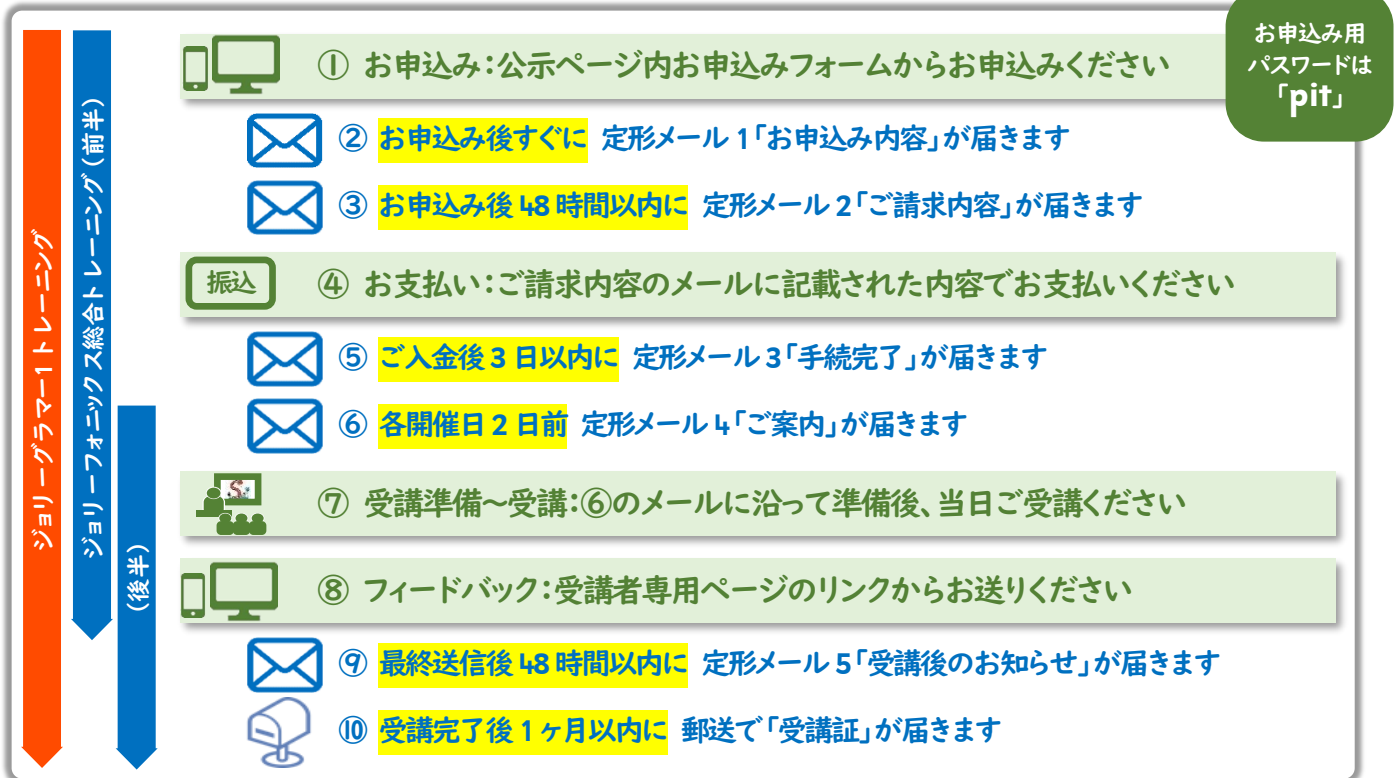 お申込み用
パスワードは
「pit」
① お申込み：公示ページ内お申込みフォームからお申込みください
② お申込み後すぐに 定形メール 1「お申込み内容」が届きます
③ お申込み後 48 時間以内に 定形メール 2「ご請求内容」が届きます
振込
④ お支払い：ご請求内容のメールに記載された内容でお支払いください
⑤ ご入金後 3 日以内に 定形メール 3「手続完了」が届きます
⑥ 各開催日 2 日前 定形メール 4「ご案内」が届きます
⑦ 受講準備～受講：⑥のメールに沿って準備後、当日ご受講ください
⑧ フィードバック：受講者専用ページのリンクからお送りください
⑨ 最終送信後 48 時間以内に 定形メール 5「受講後のお知らせ」が届きます
⑩ 受講完了後 1 ヶ月以内に 郵送で「受講証」が届きます
ジョリーグラマー1トレーニング
ジョリーフォニックス総合トレーニング（前半）
（後半）